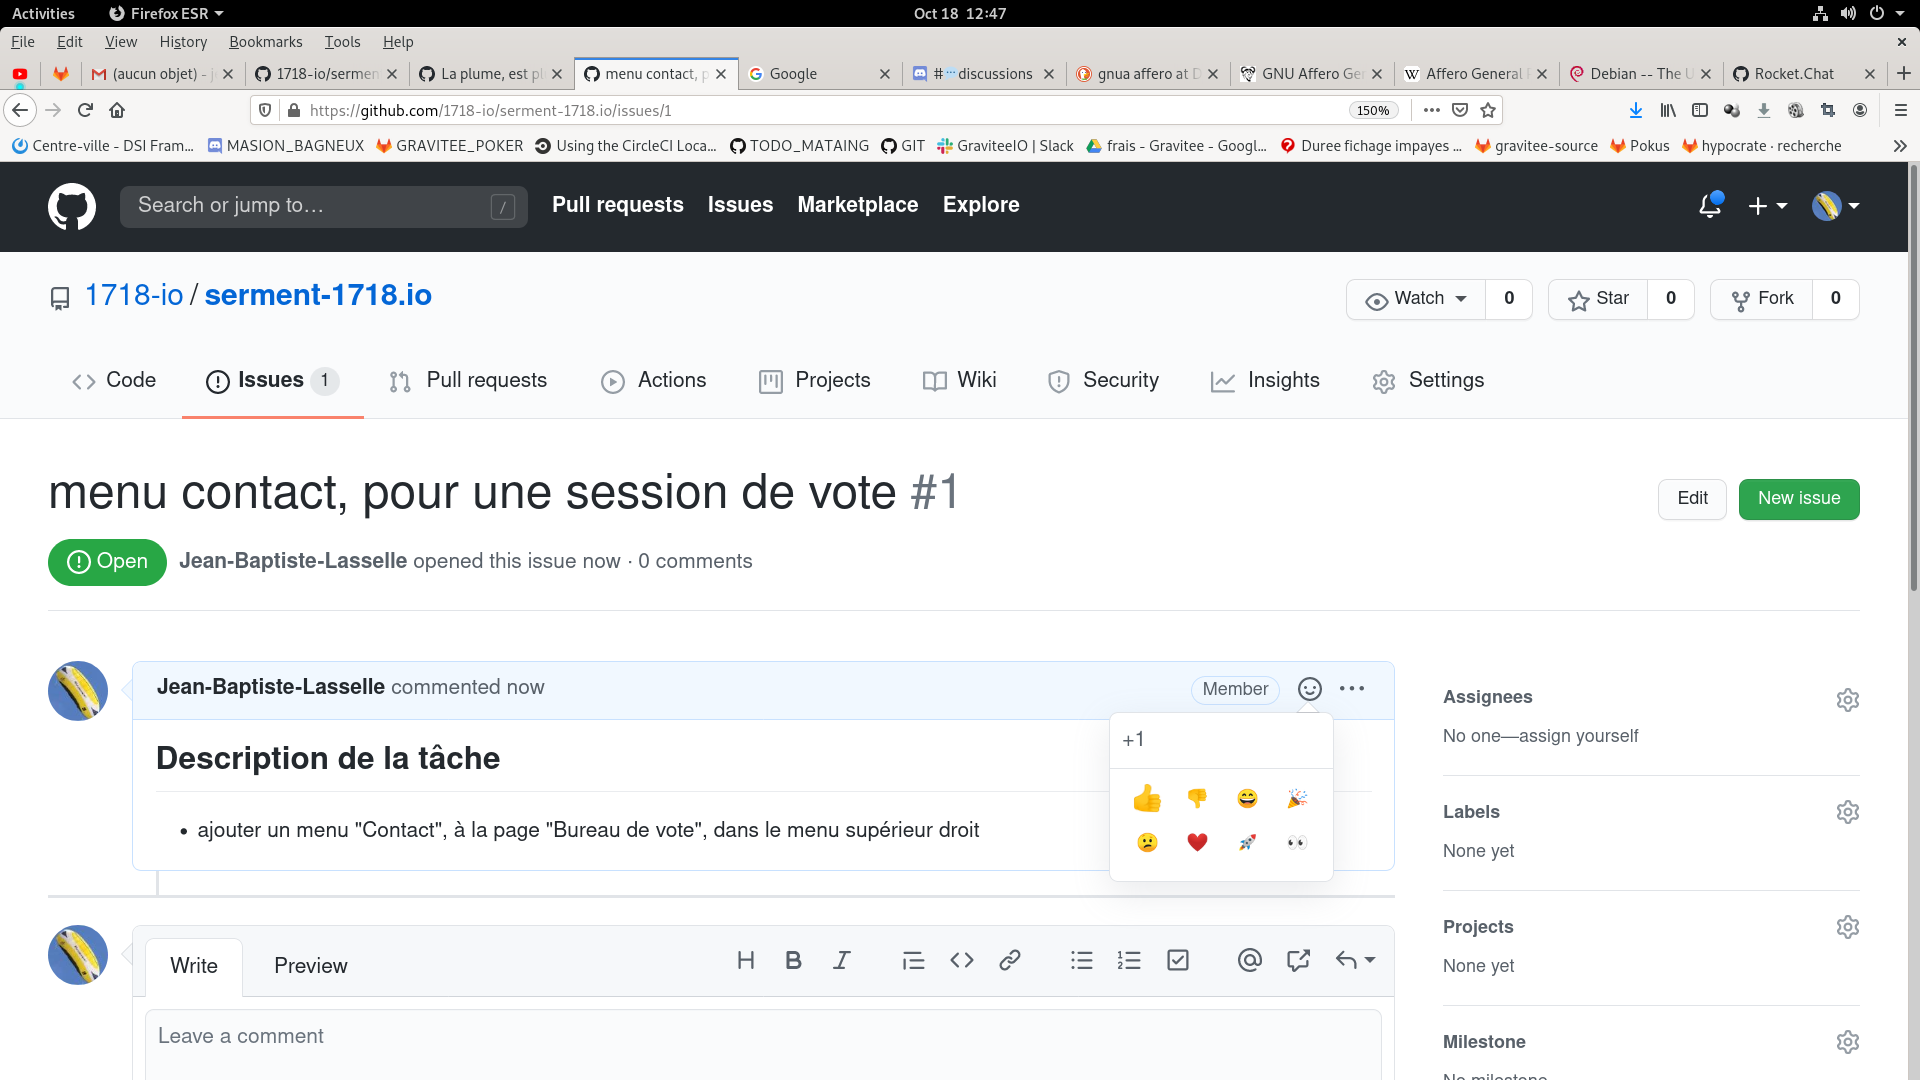 Activities Firefox ESR Oct 18 12:47
File Edit View History Bookmarks Tools Help
(aucun objet) - j 1718-io/sermen La plume, est pl menu contact, p Google # discussions gnua affero at D GNU Affero Ger Affero General P Debian -- The U Rocket.Chat
https://github.com/1718-io/serment-1718.io/issues/1 150%
Centre-ville - DSI Fram... MASION_BAGNEUX GRAVITEE_POKER Using the CircleCI Loca... TODO_MATAING GIT GraviteeIO | Slack frais - Gravitee - Googl... Duree fichage impayes ... gravitee-source Pokus hypocrate · recherche
Search or jump to… / Pull requests Issues Marketplace Explore
1718-io / serment-1718.io Watch 0 Star 0 Fork 0
Code Issues 1 Pull requests Actions Projects Wiki Security Insights Settings
menu contact, pour une session de vote #1 Edit New issue
Open Jean-Baptiste-Lasselle opened this issue now · 0 comments
Jean-Baptiste-Lasselle commented now Member
+1
Description de la tâche
• ajouter un menu "Contact", à la page "Bureau de vote", dans le menu supérieur droit
Assignees
No one—assign yourself
Labels
None yet
Projects
None yet
Milestone
No milestone
Write Preview H B I
Leave a comment